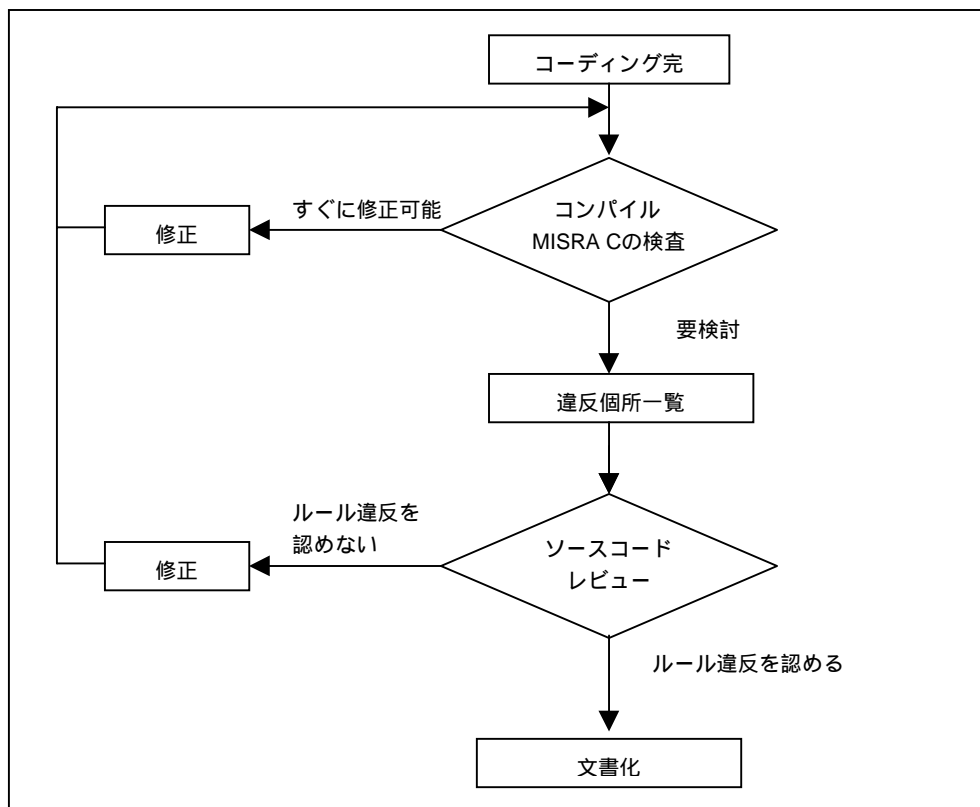 コーディング完
すぐに修正可能
コンパイル
MISRA Cの検査
修正
要検討
違反個所一覧
ルール違反を
認めない
ソースコード
レビュー
修正
ルール違反を認める
文書化